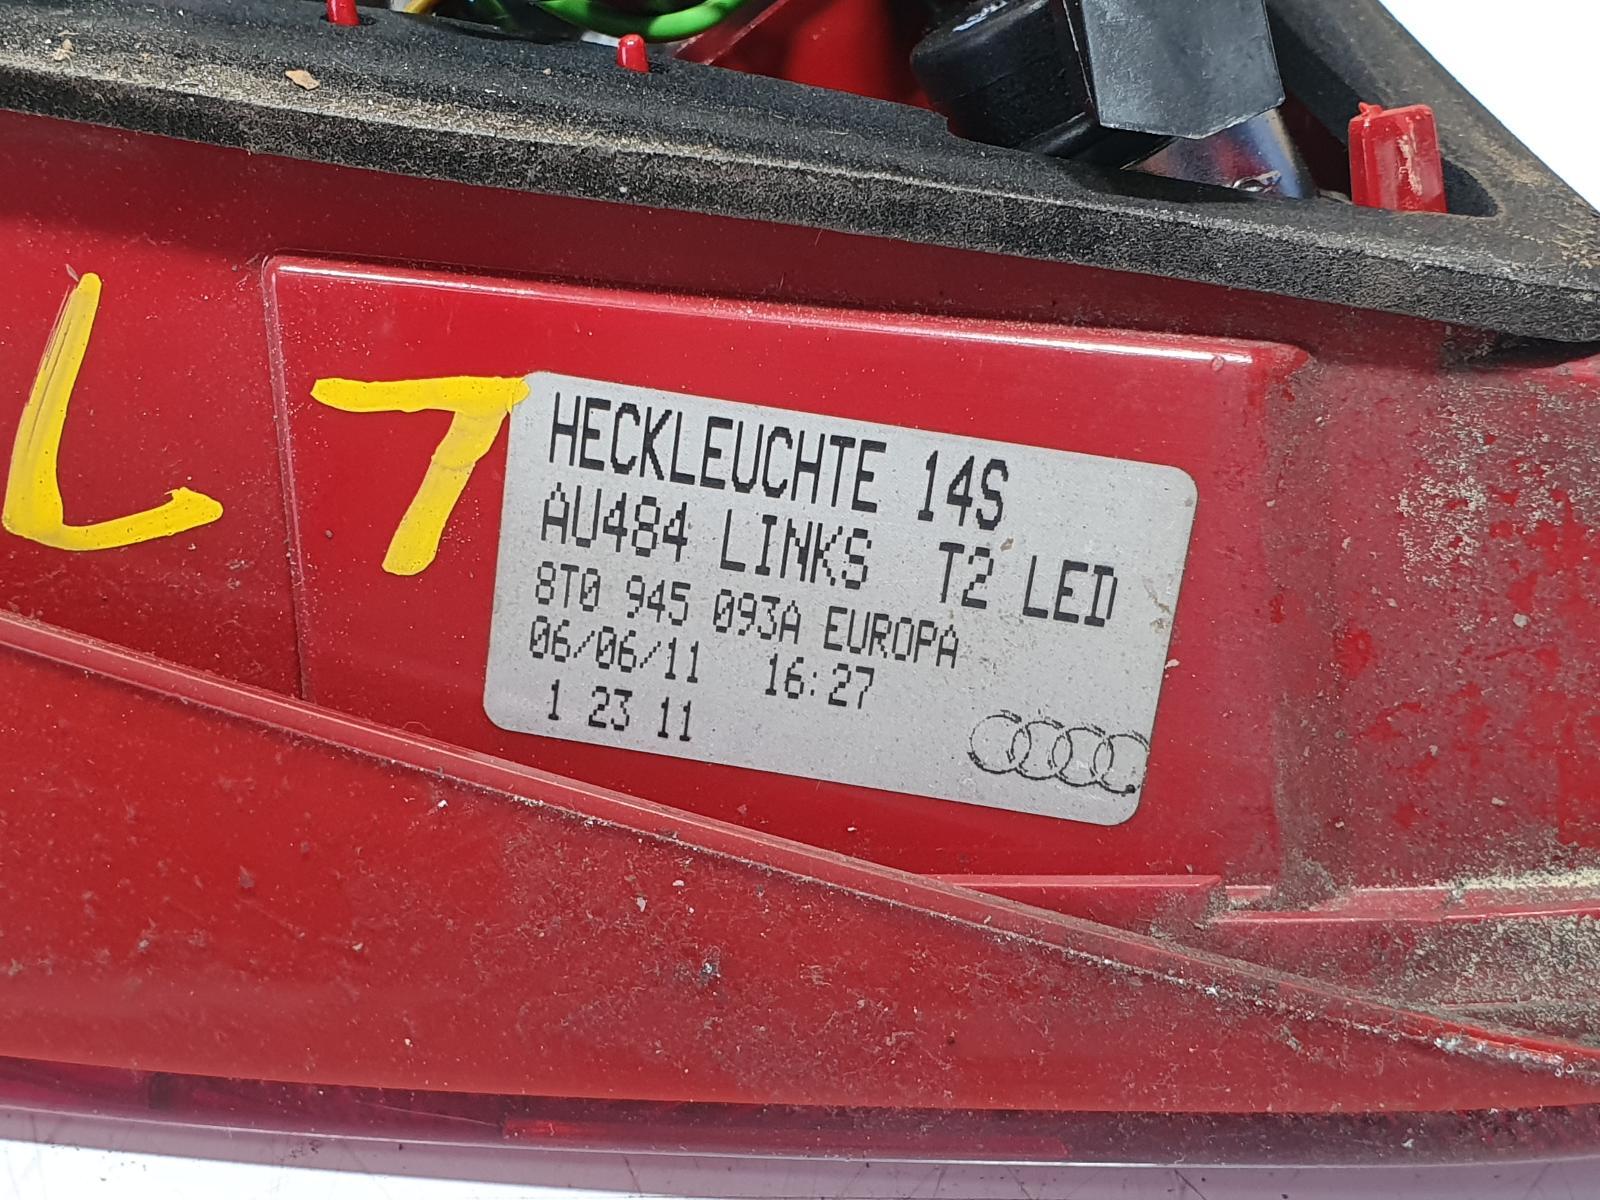 L7
HECKLEUCHTE 14S
AU484 LINKS T2 LED
8T0 945 093A EUROPA
06/06/11 16:27
1 23 11